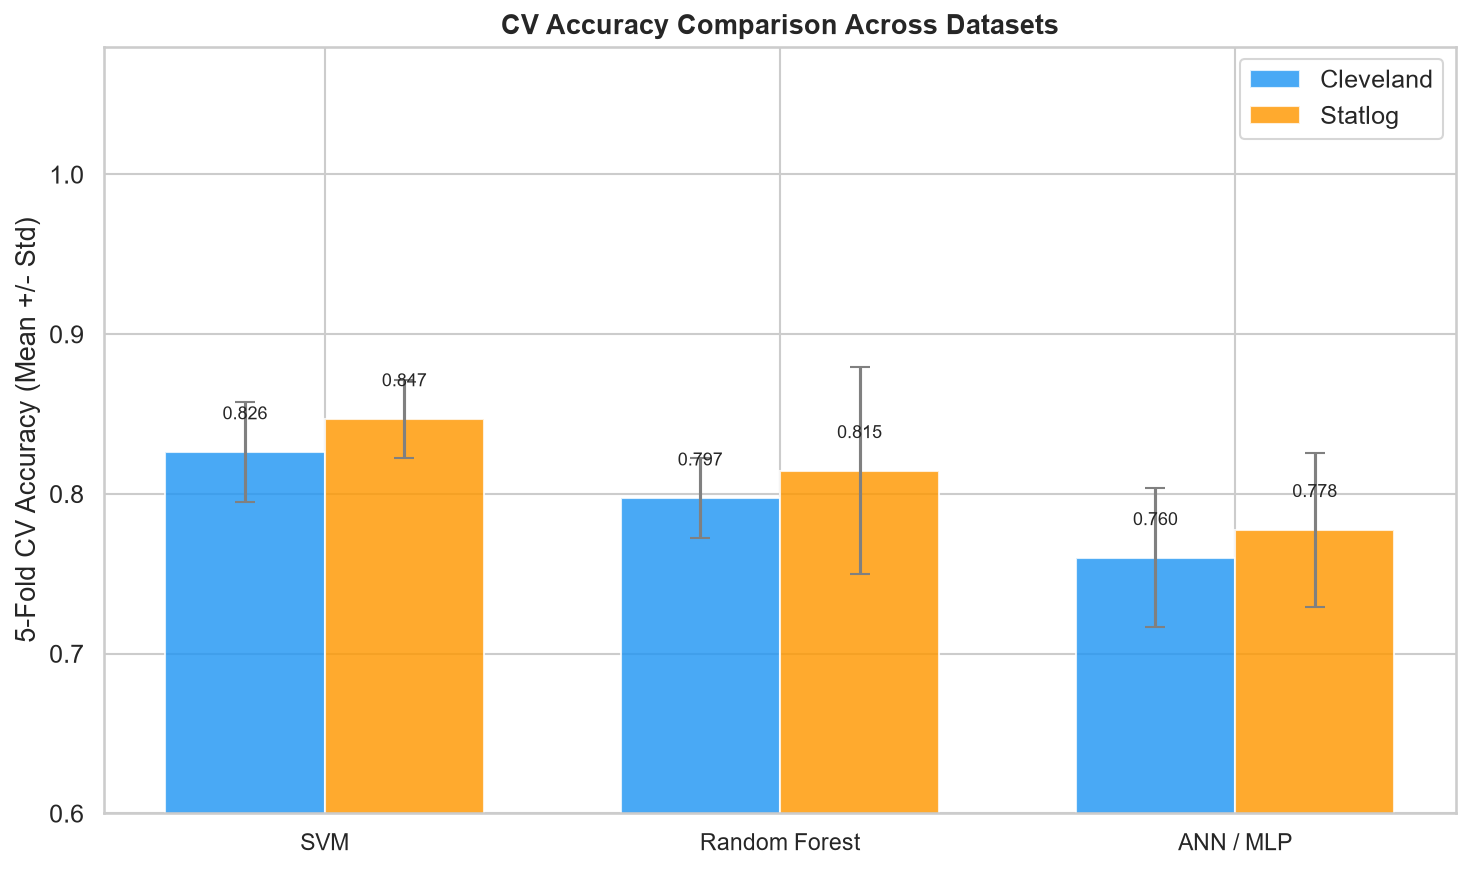 CV Accuracy Comparison Across Datasets
Cleveland
Statlog
5-Fold CV Accuracy (Mean +/- Std)
1.0
0.9
0.8
0.7
0.6
0.826
0.847
0.797
0.815
0.760
0.778
SVM
Random Forest
ANN / MLP